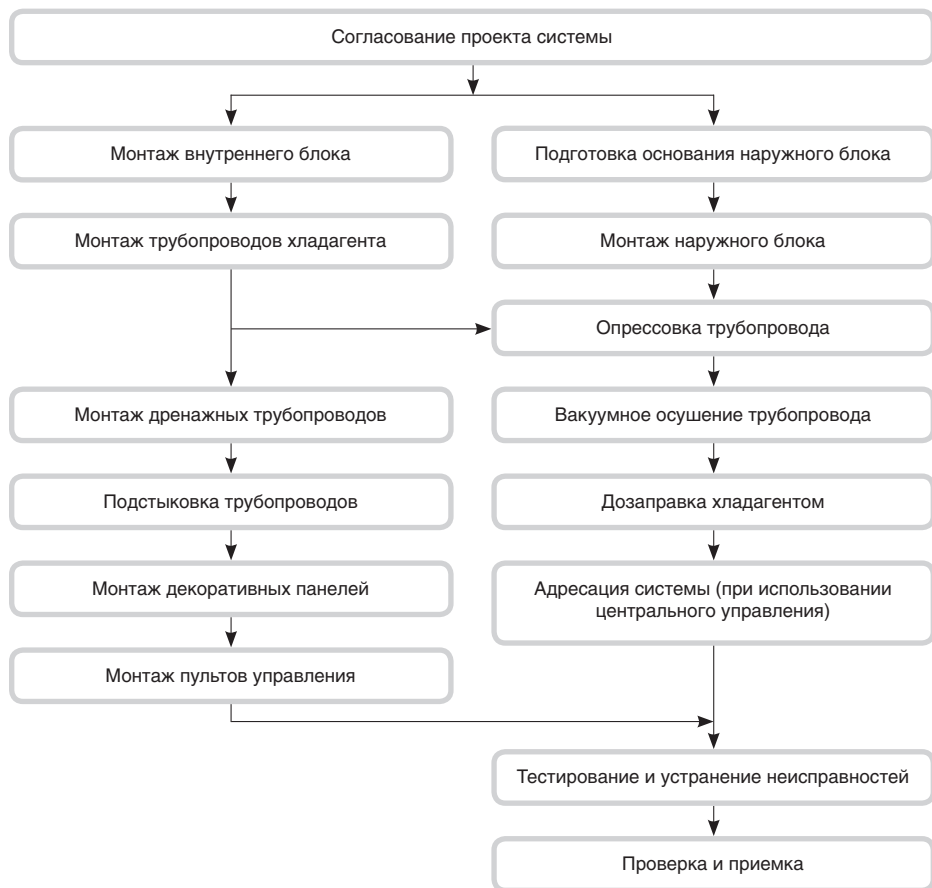 Согласование проекта системы
Монтаж внутреннего блока
Подготовка основания наружного блока
Монтаж трубопроводов хладагента
Монтаж наружного блока
Опрессовка трубопровода
Монтаж дренажных трубопроводов
Вакуумное осушение трубопровода
Подстыковка трубопроводов
Дозаправка хладагентом
Монтаж декоративных панелей
Адресация системы (при использовании
центрального управления)
Монтаж пультов управления
Тестирование и устранение неисправностей
Проверка и приемка